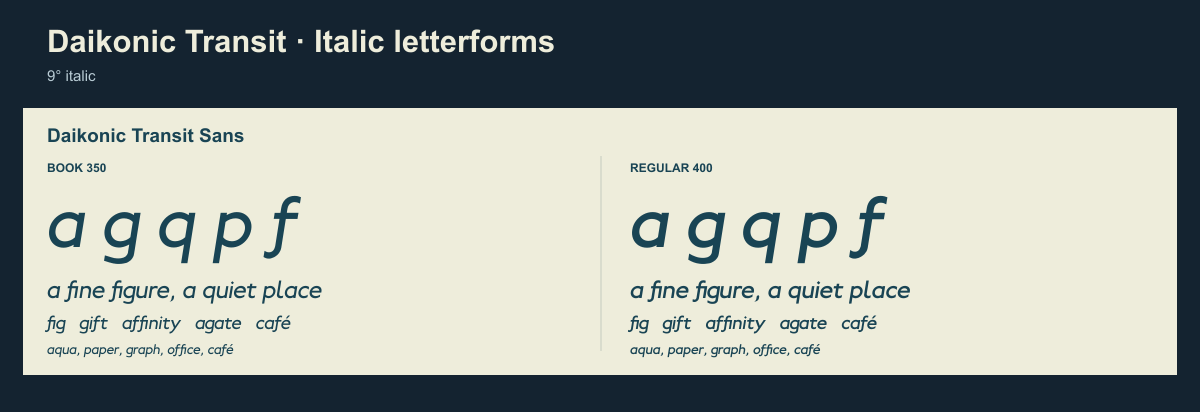 Daikonic Transit · Italic letterforms
9° italic
Daikonic Transit Sans
BOOK 350
a g q p f
a fine figure, a quiet place
fig gift affinity agate café
aqua, paper, graph, office, café
REGULAR 400
a g q p f
a fine figure, a quiet place
fig gift affinity agate café
aqua, paper, graph, office, café